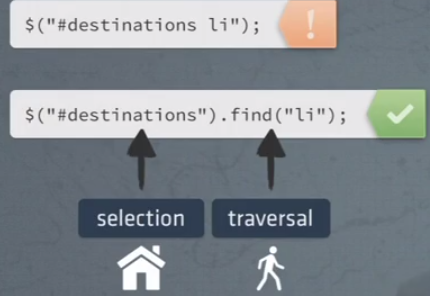 $("#destinations li");
!
$("#destinations").find("li");
selection
traversal